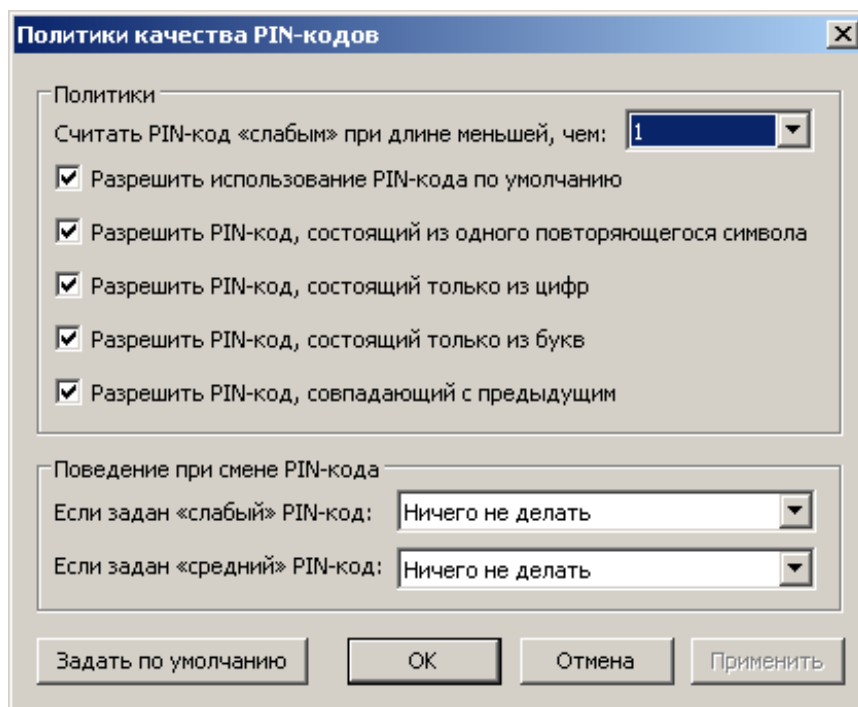 Политики качества PIN-кодов
Политики
Считать PIN-код «слабым» при длине меньшей, чем: 1
Разрешить использование PIN-кода по умолчанию
Разрешить PIN-код, состоящий из одного повторяющегося символа
Разрешить PIN-код, состоящий только из цифр
Разрешить PIN-код, состоящий только из букв
Разрешить PIN-код, совпадающий с предыдущим
Поведение при смене PIN-кода
Если задан «слабый» PIN-код: Ничего не делать
Если задан «средний» PIN-код: Ничего не делать
Задать по умолчанию OK Отмена Применить